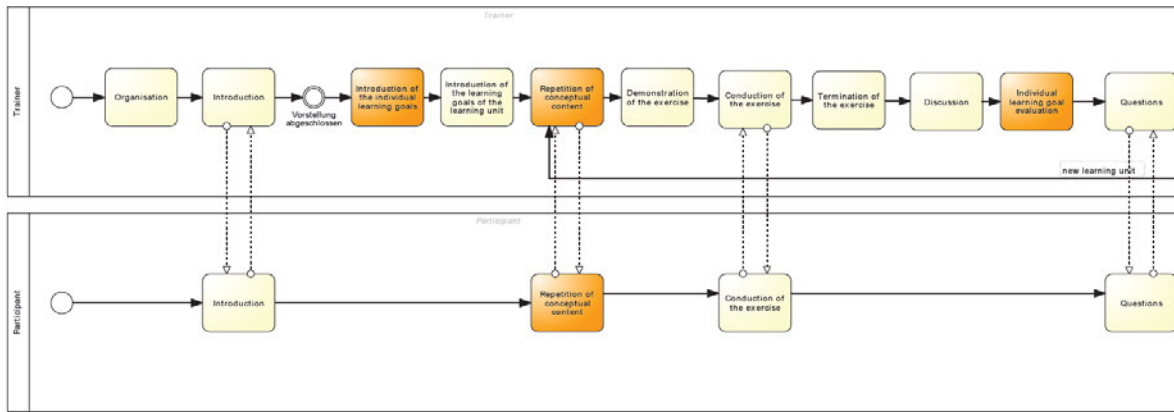 Trainer
Trainer
Organisation
Introduction
Vorstellung
abgeschlossen
Introduction of
the individual
learning goals
Introduction of
the learning
goals of the
learning unit
Repetition of
conceptual
content
Demonstration
of the exercise
Conduction of
the exercise
Termination of
the exercise
Discussion
Individual
learning goal
evaluation
Questions
new learning unit
Participant
Participant
Introduction
Repetition of
conceptual
content
Conduction of
the exercise
Questions